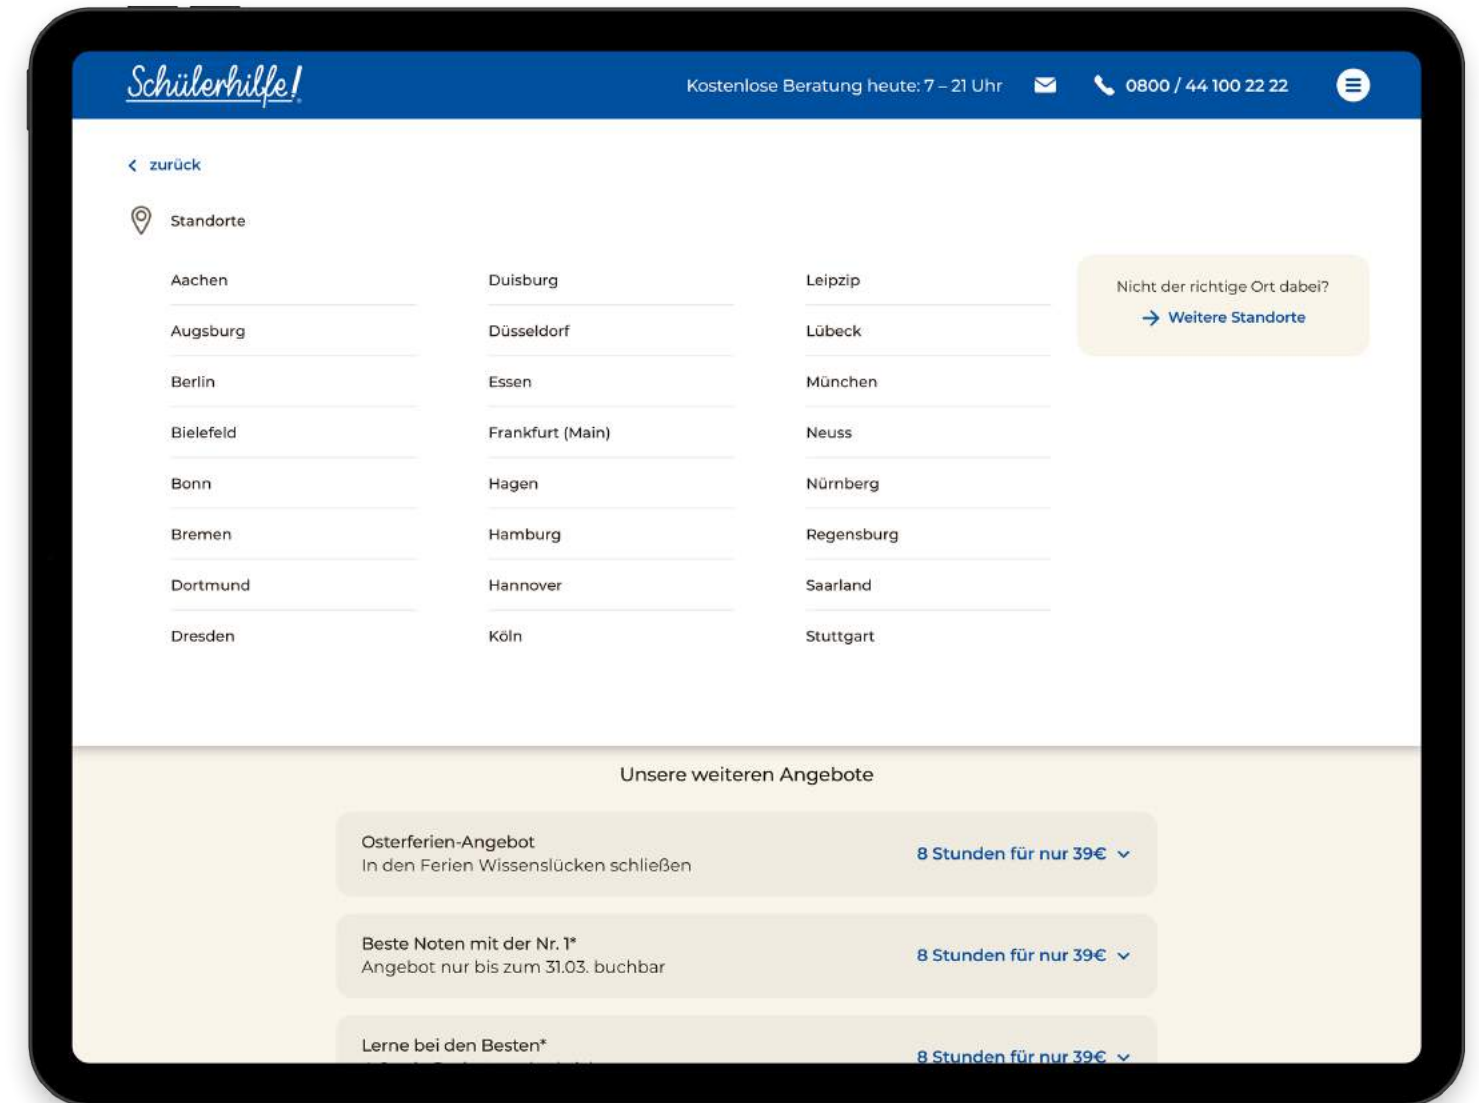 Schülerhilfe!
Kostenlose Beratung heute: 7 – 21 Uhr
0800 / 44 100 22 22
zurück
Standorte
Aachen
Augsburg
Berlin
Bielefeld
Bonn
Bremen
Dortmund
Dresden
Duisburg
Düsseldorf
Essen
Frankfurt (Main)
Hagen
Hamburg
Hannover
Köln
Leipzig
Lübeck
München
Neuss
Nürnberg
Regensburg
Saarland
Stuttgart
Nicht der richtige Ort dabei?
Weitere Standorte
Unsere weiteren Angebote
Osterferien-Angebot
In den Ferien Wissenslücken schließen
8 Stunden für nur 39€
Beste Noten mit der Nr. 1*
Angebot nur bis zum 31.03. buchbar
8 Stunden für nur 39€
Lerne bei den Besten*
8 Stunden für nur 39€